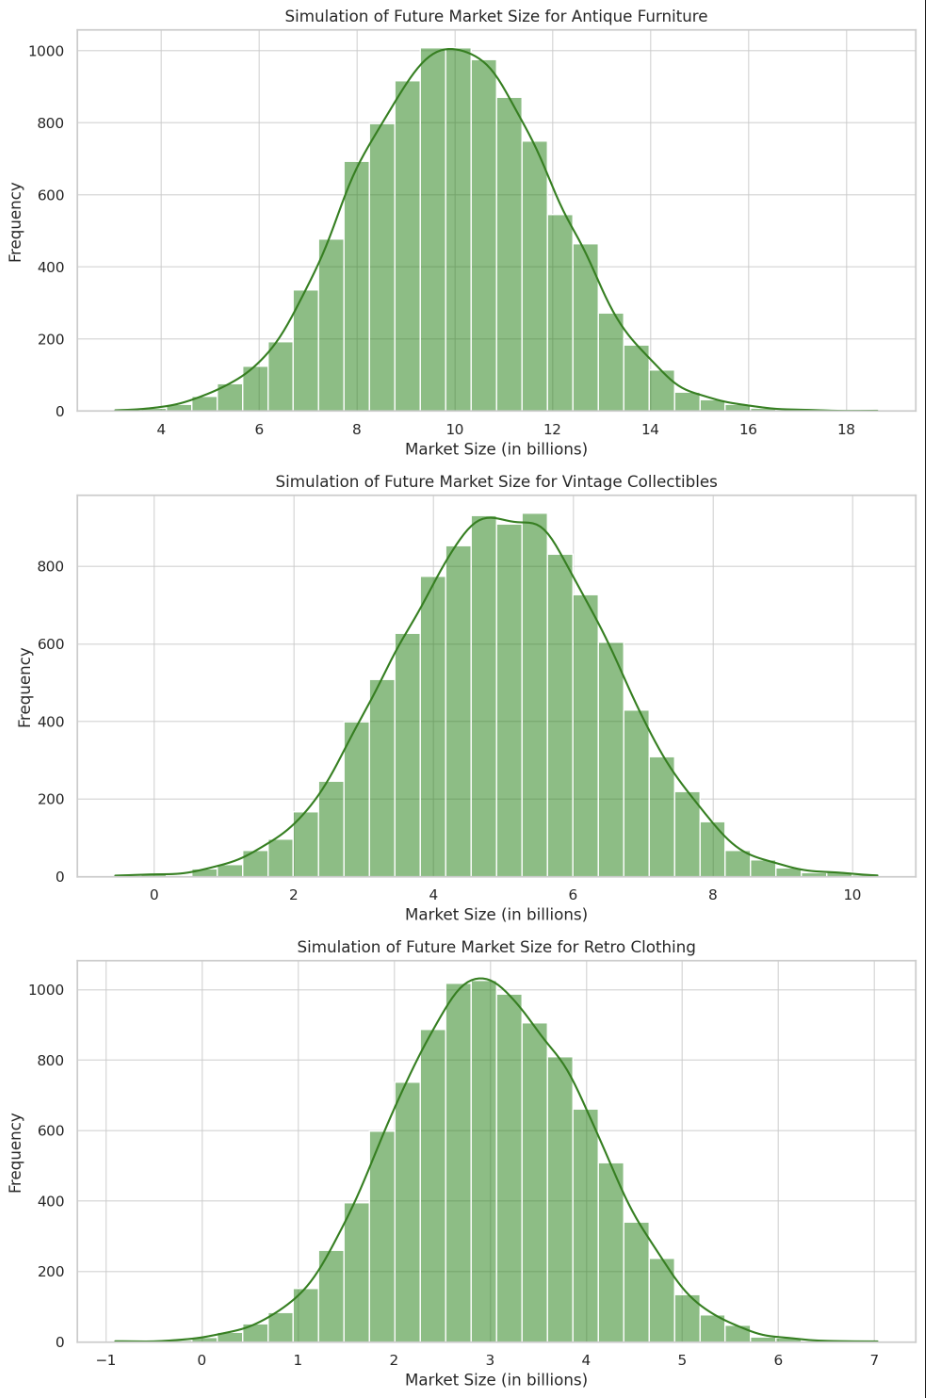 Simulation of Future Market Size for Antique Furniture
1000
800
600
400
200
0
Frequency
4 6 8 10 12 14 16 18
Market Size (in billions)
Simulation of Future Market Size for Vintage Collectibles
800
600
400
200
0
Frequency
0 2 4 6 8 10
Market Size (in billions)
Simulation of Future Market Size for Retro Clothing
1000
800
600
400
200
0
Frequency
−1 0 1 2 3 4 5 6 7
Market Size (in billions)